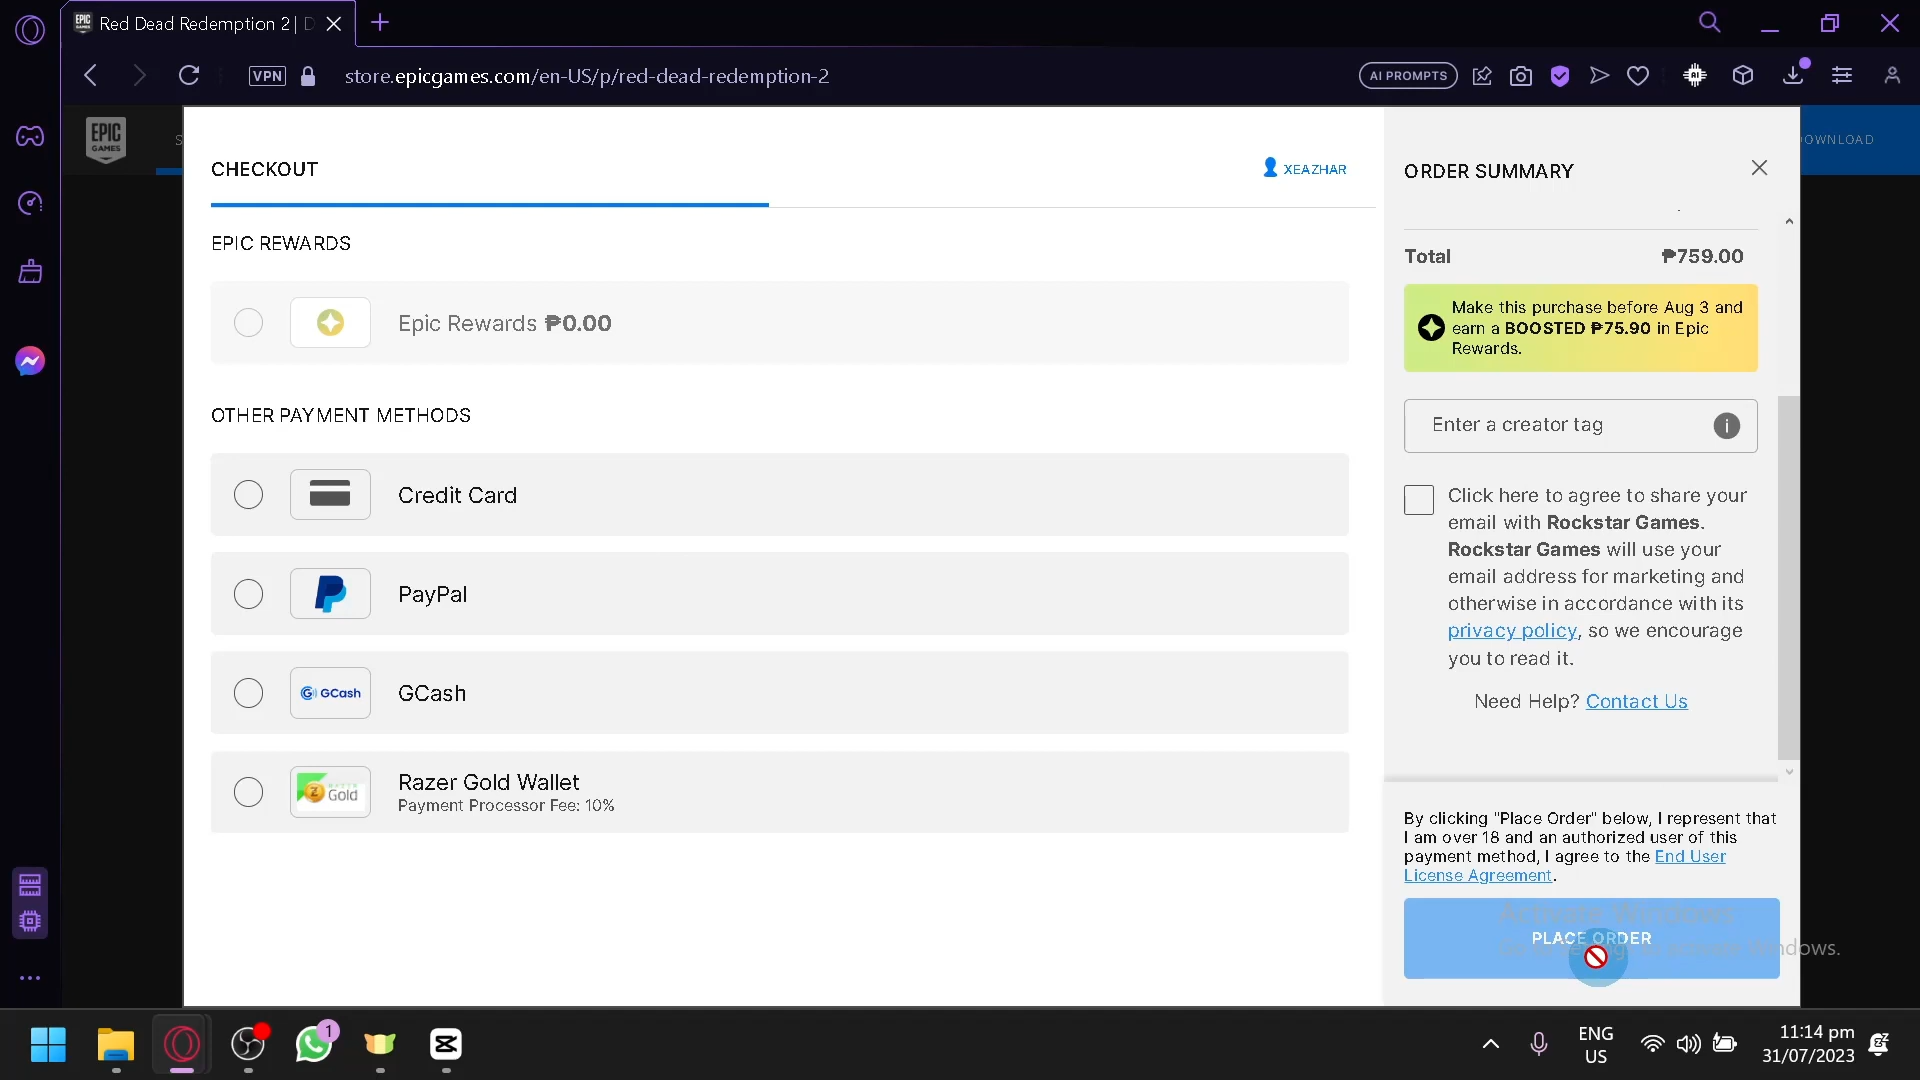 Red Dead Redemption 2 | D
VPN
store.epicgames.com/en-US/p/red-dead-redemption-2
AI PROMPTS
AI
EPIC
GAMES
S
DOWNLOAD
CHECKOUT
XEAZHAR
EPIC REWARDS
Epic Rewards ₱0.00
OTHER PAYMENT METHODS
Credit Card
PayPal
GCash
GCash
Gold
Razer Gold Wallet
Payment Processor Fee: 10%
ORDER SUMMARY
Total ₱759.00
Make this purchase before Aug 3 and
earn a BOOSTED ₱75.90 in Epic
Rewards.
Enter a creator tag
Click here to agree to share your
email with Rockstar Games.
Rockstar Games will use your
email address for marketing and
otherwise in accordance with its
privacy policy, so we encourage
you to read it.
Need Help? Contact Us
By clicking "Place Order" below, I represent that
I am over 18 and an authorized user of this
payment method, I agree to the End User
License Agreement.
Activate Windows
PLACE ORDER
1
ENG
US
11:14 pm
31/07/2023